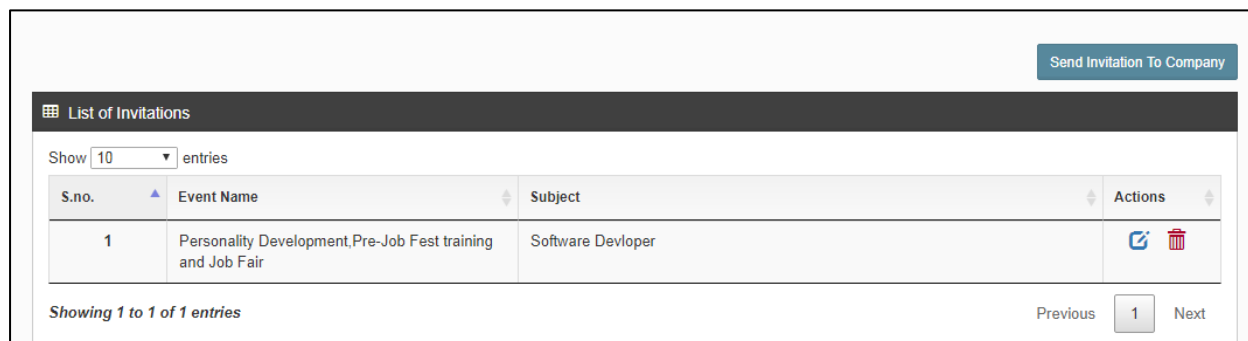 Send Invitation To Company
List of Invitations
Show 10 entries
S.no. Event Name Subject Actions
1 Personality Development,Pre-Job Fest training Software Devloper
and Job Fair
Showing 1 to 1 of 1 entries Previous 1 Next